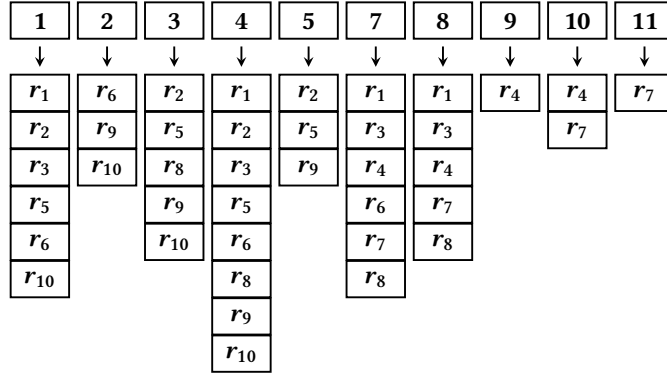 1 2 3 4 5 7 8 9 10 11
r₁ r₆ r₂ r₁ r₂ r₁ r₁ r₄ r₄ r₇
r₂ r₉ r₅ r₂ r₅ r₃ r₃ r₇
r₃ r₁₀ r₈ r₃ r₉ r₄ r₄
r₅ r₉ r₅ r₆ r₇
r₆ r₁₀ r₆ r₇ r₈
r₁₀ r₈ r₈
r₉
r₁₀